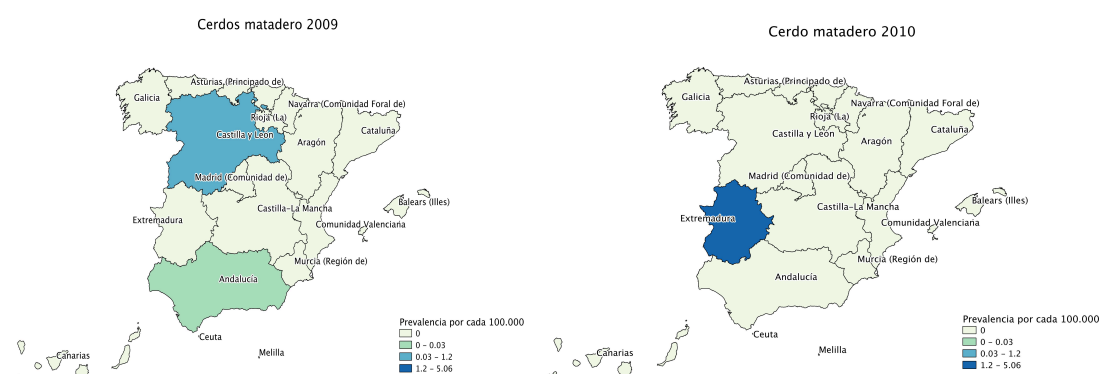 Cerdos matadero 2009
Asturias (Principado de)
Galicia
Navarra (Comunidad Foral de)
Rioja (La)
Castilla y León
Cataluña
Aragón
Madrid (Comunidad de)
Balears (Illes)
Castilla-La Mancha
Extremadura
Comunidad Valenciana
Murcia (Región de)
Andalucía
Ceuta
Melilla
Canarias
Prevalencia por cada 100.000
0
0 - 0.03
0.03 - 1.2
1.2 - 5.06
Cerdo matadero 2010
Asturias (Principado de)
Galicia
Navarra (Comunidad Foral de)
Rioja (La)
Castilla y León
Cataluña
Aragón
Madrid (Comunidad de)
Balears (Illes)
Castilla-La Mancha
Extremadura
Comunidad Valenciana
Murcia (Región de)
Andalucía
Ceuta
Melilla
Canarias
Prevalencia por cada 100.000
0
0 - 0.03
0.03 - 1.2
1.2 - 5.06